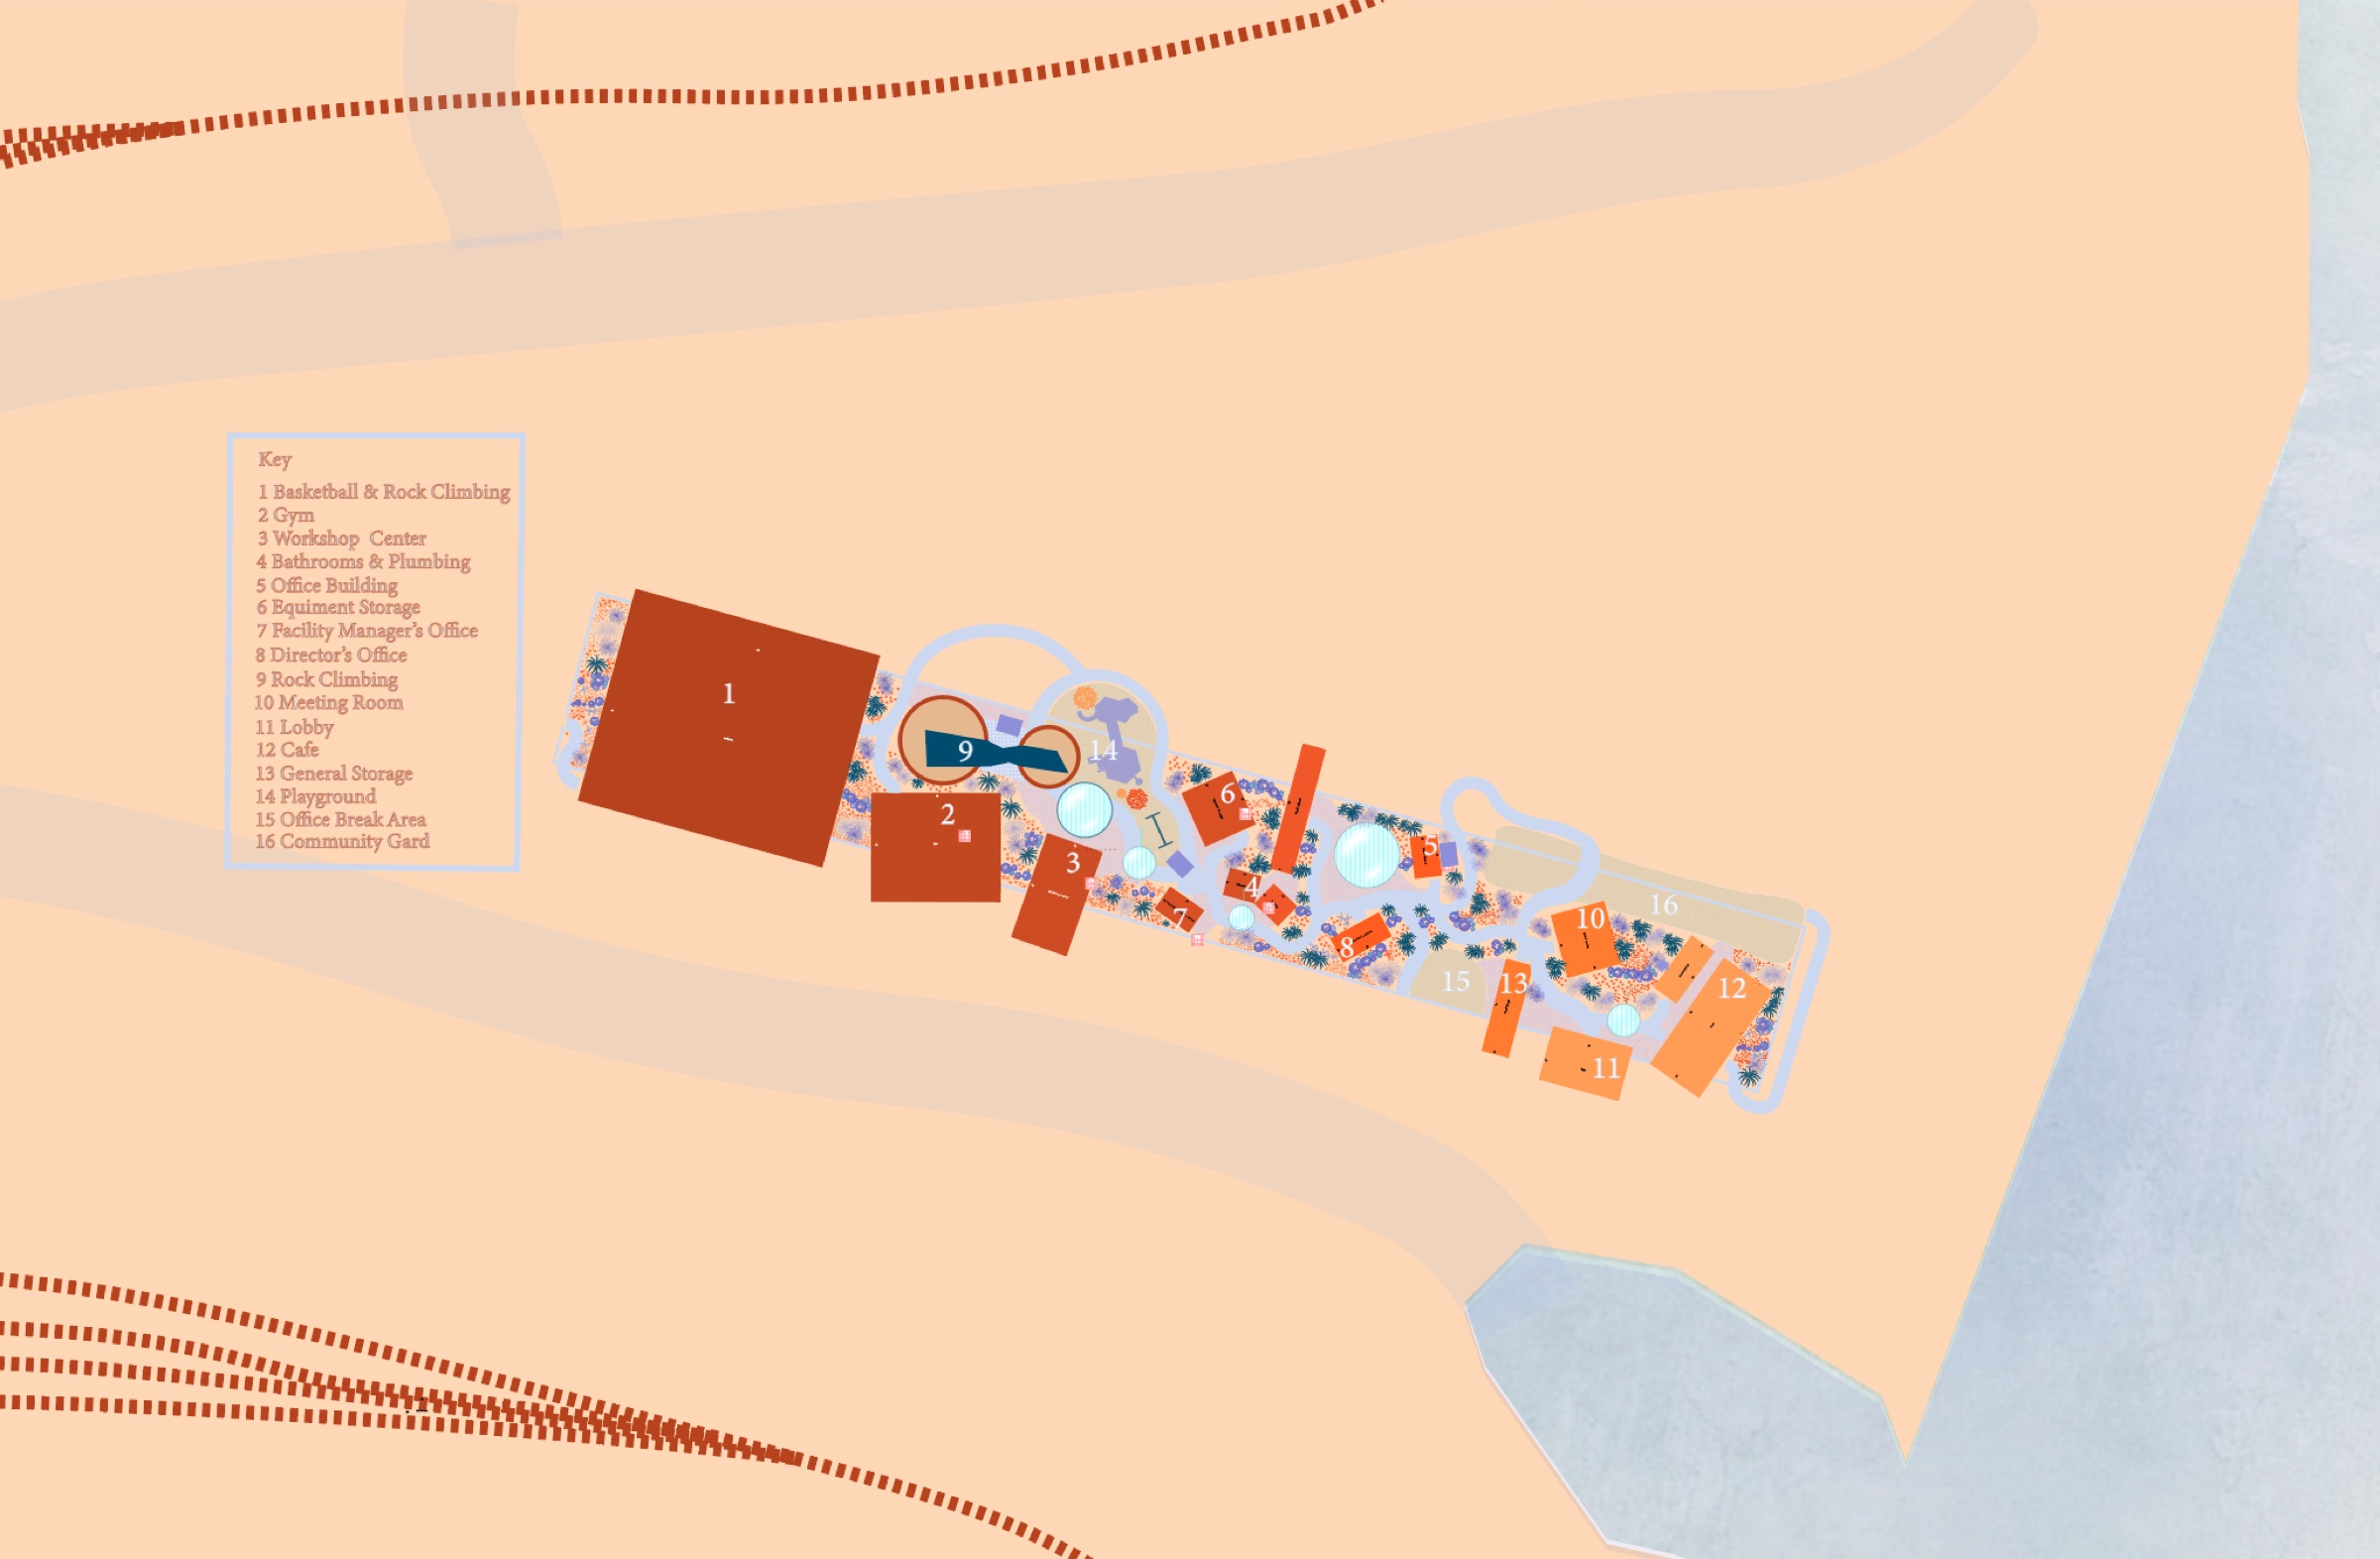 Key
1 Basketball & Rock Climbing
2 Gym
3 Workshop Center
4 Bathrooms & Plumbing
5 Office Building
6 Equiment Storage
7 Facility Manager's Office
8 Director's Office
9 Rock Climbing
10 Meeting Room
11 Lobby
12 Cafe
13 General Storage
14 Playground
15 Office Break Area
16 Community Gard
1
9
14
2
6
3
5
4
7
8
16
10
15
13
12
11